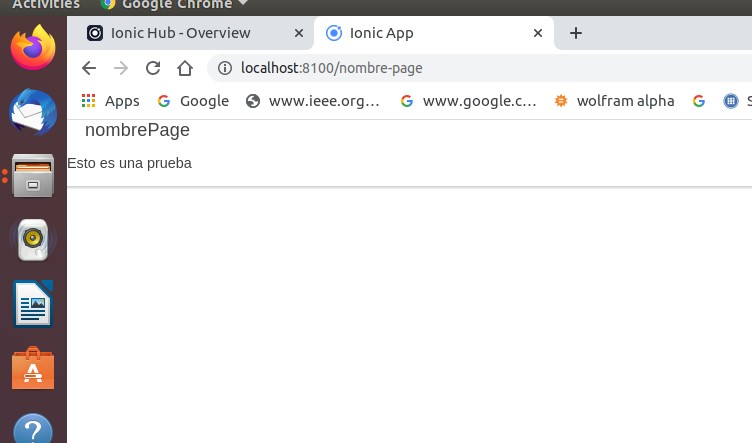 Activities Google Chrome
Ionic Hub - Overview Ionic App
localhost:8100/nombre-page
Apps Google www.ieee.org... www.google.c... wolfram alpha
nombrePage
Esto es una prueba